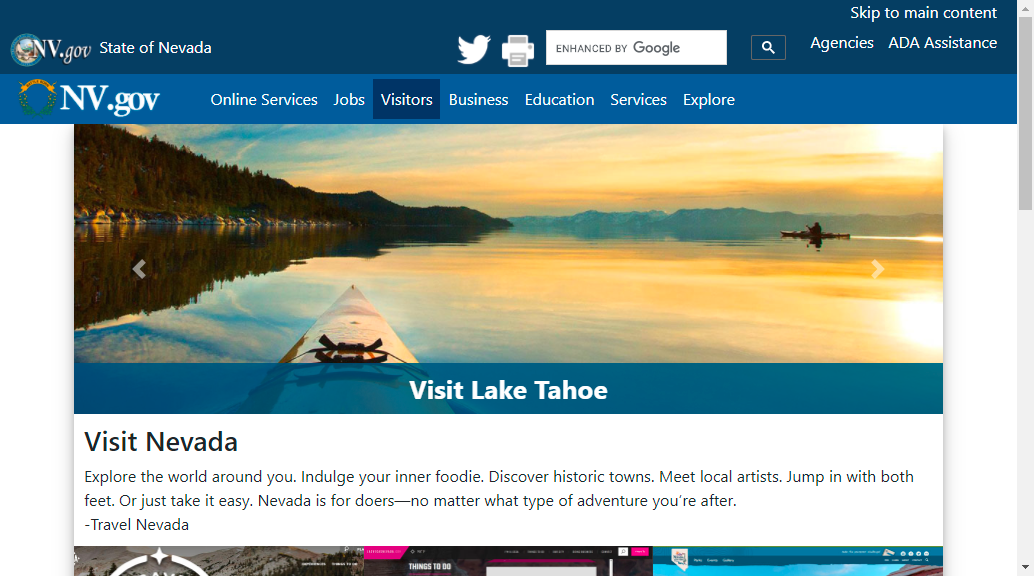 Skip to main content
NV.gov State of Nevada
ENHANCED BY Google
Agencies ADA Assistance
NV.gov Online Services Jobs Visitors Business Education Services Explore
Visit Lake Tahoe
Visit Nevada
Explore the world around you. Indulge your inner foodie. Discover historic towns. Meet local artists. Jump in with both
feet. Or just take it easy. Nevada is for doers—no matter what type of adventure you’re after.
-Travel Nevada
THINGS TO DO